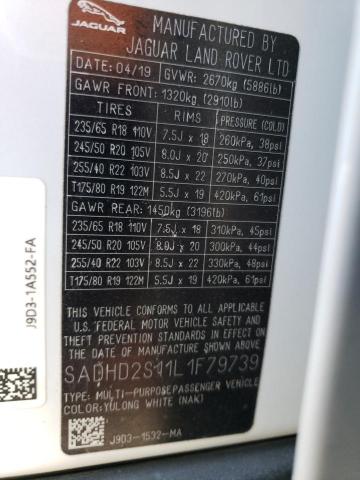 JAGUAR
MANUFACTURED BY
JAGUAR LAND ROVER LTD
DATE: 04/19 GVWR: 2670kg (5886lb)
GAWR FRONT: 1320kg (2910lb)
TIRES RIMS PRESSURE (COLD)
235/65 R18 110V 7.5J x 18 260kPa, 38psi
245/50 R20 105V 8.0J x 20 250kPa, 37psi
255/40 R22 103V 8.5J x 22 270kPa, 40psi
T175/80 R19 122M 5.5J x 19 420kPa, 61psi
GAWR REAR: 1450kg (3196lb)
235/65 R18 110V 7.5J x 18 310kPa, 45psi
245/50 R20 105V 8.0J x 20 300kPa, 44psi
255/40 R22 103V 8.5J x 22 330kPa, 48psi
T175/80 R19 122M 5.5J x 19 420kPa, 61psi
THIS VEHICLE CONFORMS TO ALL APPLICABLE
U.S. FEDERAL MOTOR VEHICLE SAFETY, BUMPER AND
THEFT PREVENTION STANDARDS IN EFFECT ON THE DATE
OF MANUFACTURE SHOWN ABOVE.
SADHD2S11L1F79739
TYPE: MULTI-PURPOSE PASSENGER VEHICLE
COLOR: YULONG WHITE (NAK)
J9D3-1532-MA
J9D3-1A552-FA